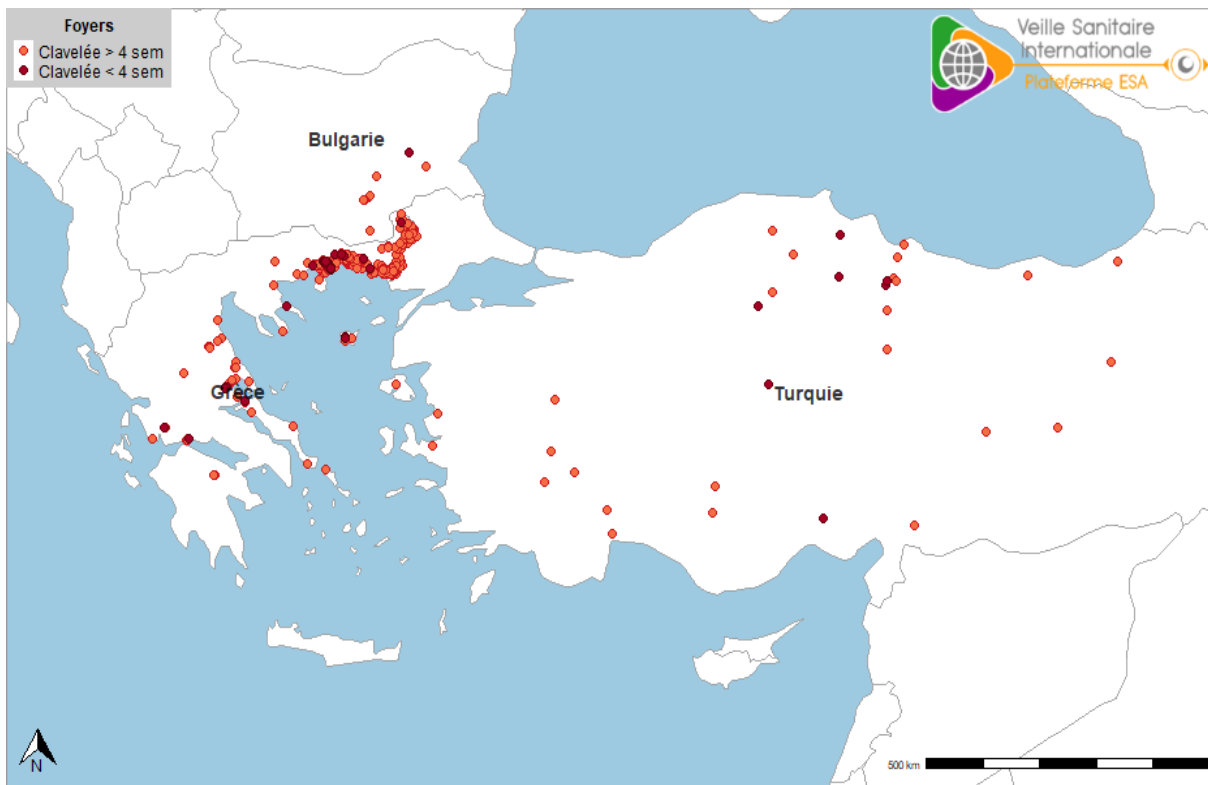 Foyers
Clavelée > 4 sem
Clavelée < 4 sem
Veille Sanitaire
Internationale
Plateforme ESA
Bulgarie
Grèce
Turquie
N
500 km